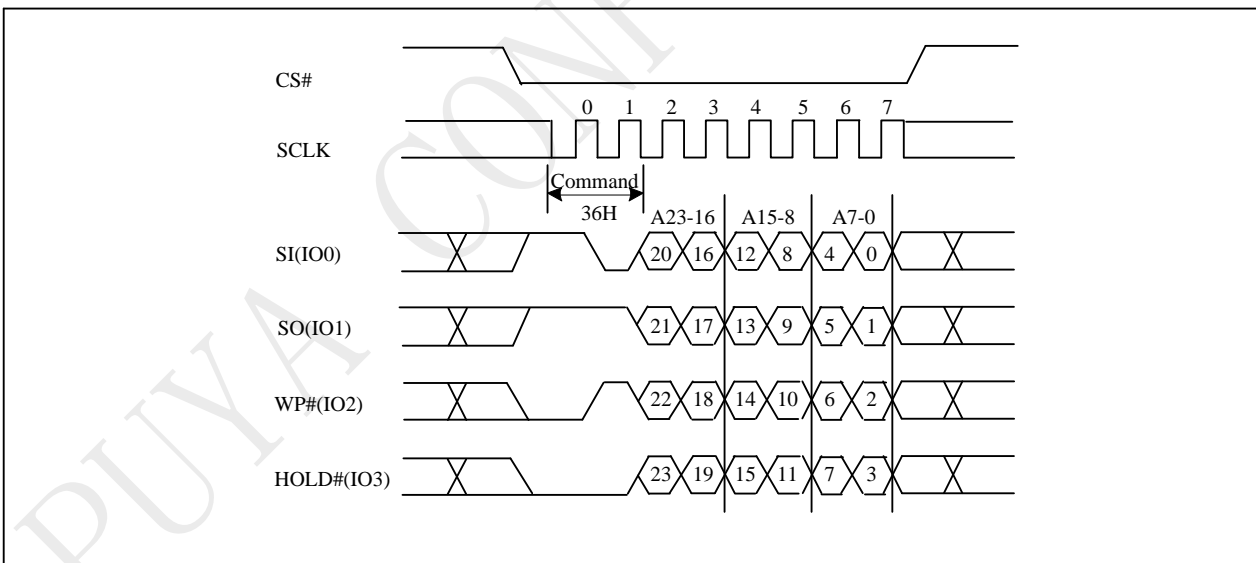 PUYA CONF
CS#
0 1 2 3 4 5 6 7
SCLK
Command
36H
A23-16 A15-8 A7-0
SI(IO0) 20 16 12 8 4 0
SO(IO1) 21 17 13 9 5 1
WP#(IO2) 22 18 14 10 6 2
HOLD#(IO3) 23 19 15 11 7 3